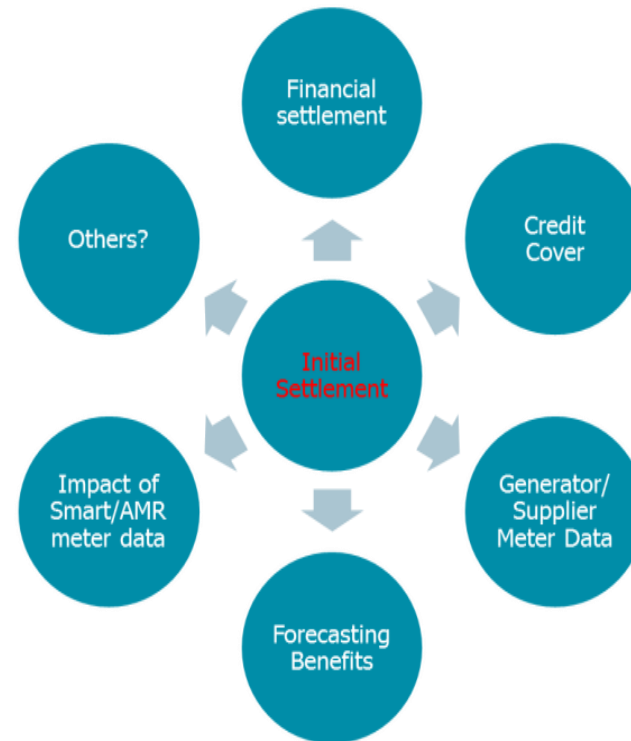 Financial
settlement
Others?
Credit
Cover
Initial
Settlement
Impact of
Smart/AMR
meter data
Generator/
Supplier
Meter Data
Forecasting
Benefits